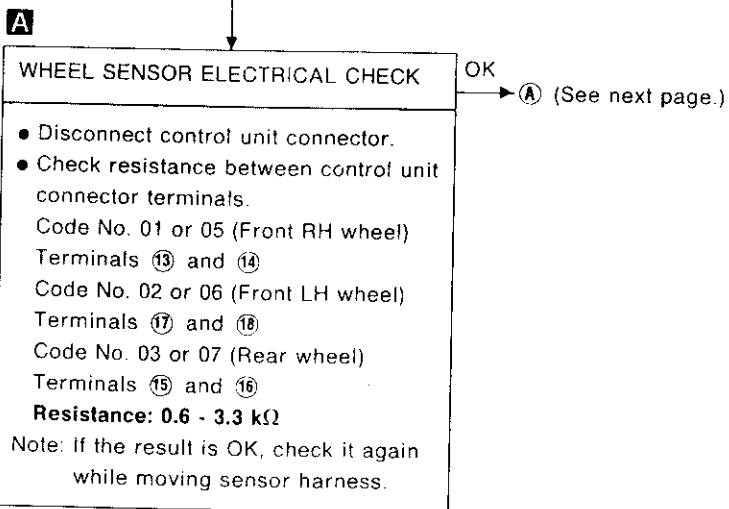 A
WHEEL SENSOR ELECTRICAL CHECK
OK
Ⓐ (See next page.)
● Disconnect control unit connector.
● Check resistance between control unit
connector terminals.
Code No. 01 or 05 (Front RH wheel)
Terminals ⑬ and ⑭
Code No. 02 or 06 (Front LH wheel)
Terminals ⑰ and ⑱
Code No. 03 or 07 (Rear wheel)
Terminals ⑮ and ⑯
Resistance: 0.6 - 3.3 kΩ
Note: If the result is OK, check it again
while moving sensor harness.